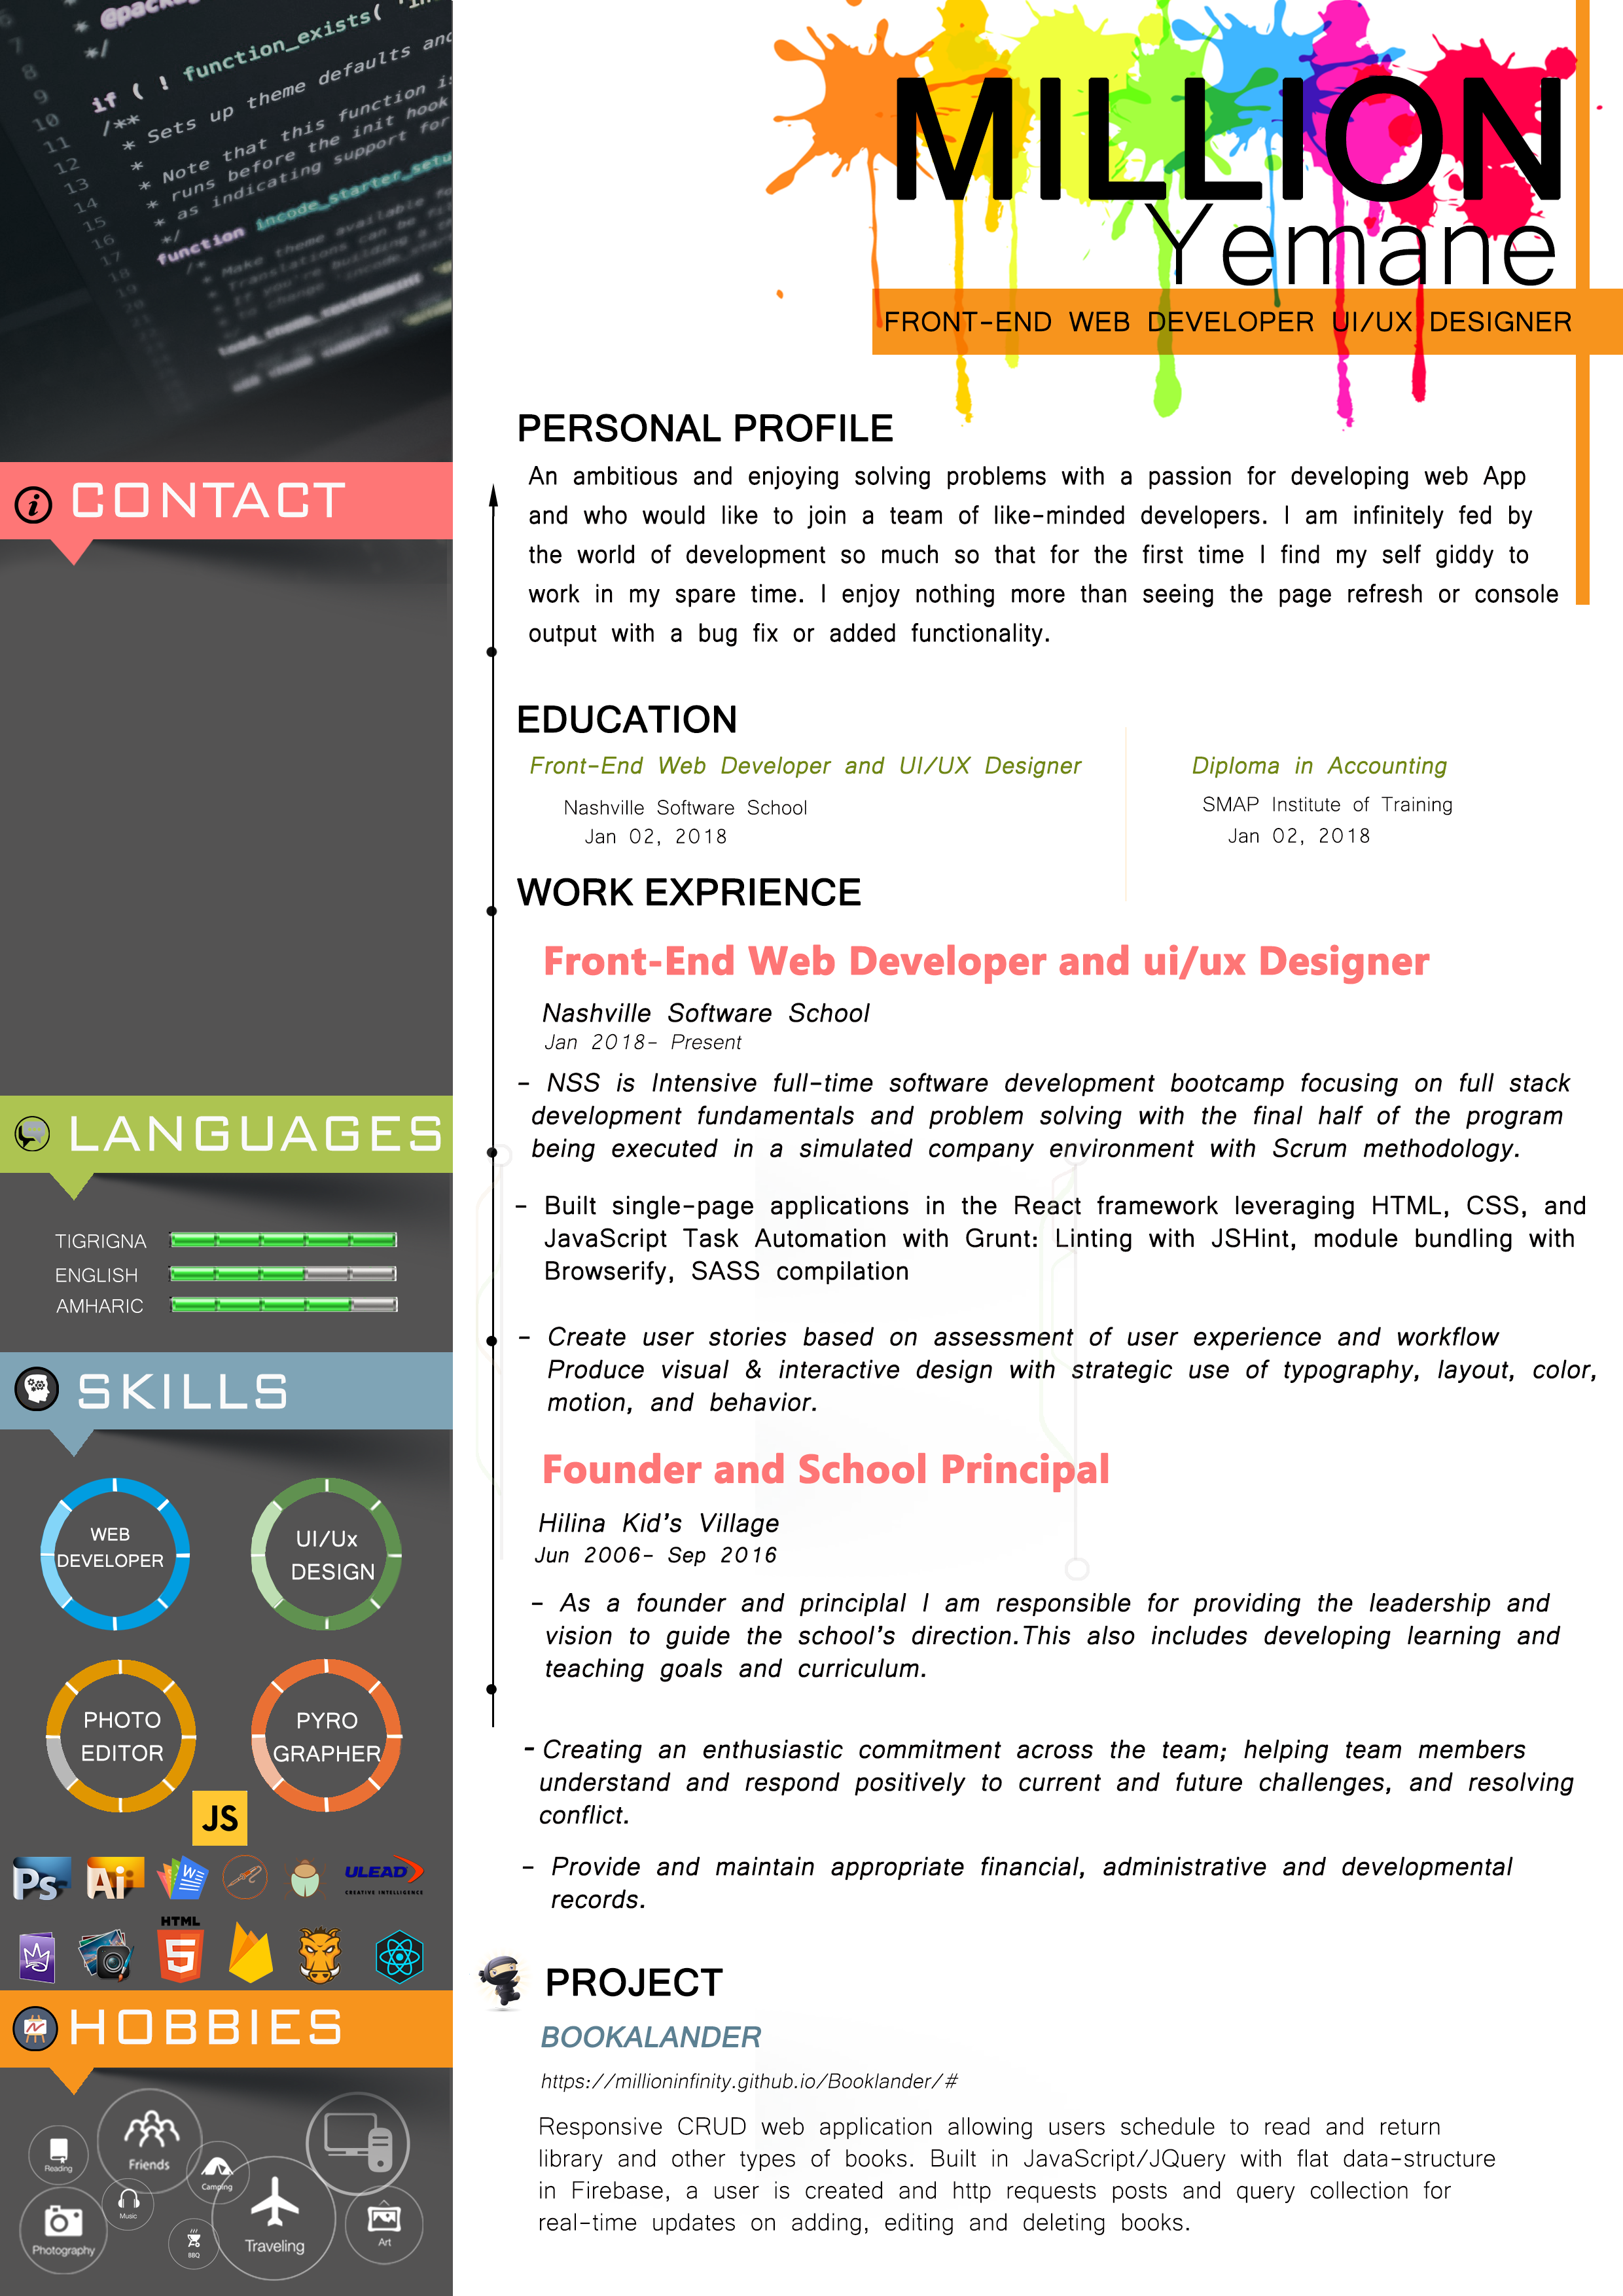 * @packag
*/
if ( ! function_exists(
/**
* Sets up theme defaults and
*
* Note that this function is
* runs before the init hook
* as indicating support for
*/
function incode_starter_setu
7
8
9
10
11
12
13
14
15
16
17
18
19
20
21
MILLION
Yemane
FRONT-END WEB DEVELOPER UI/UX DESIGNER
CONTACT
LANGUAGES
TIGRIGNA
ENGLISH
AMHARIC
SKILLS
WEB
DEVELOPER
UI/Ux
DESIGN
PHOTO
EDITOR
PYRO
GRAPHER
JS
Ps
Ai
W
ULEAD
CREATIVE INTELLIGENCE
HTML
5
HOBBIES
Reading
Friends
Camping
Music
Photography
BBQ
Traveling
Art
PERSONAL PROFILE
An ambitious and enjoying solving problems with a passion for developing web App
and who would like to join a team of like-minded developers. I am infinitely fed by
the world of development so much so that for the first time I find my self giddy to
work in my spare time. I enjoy nothing more than seeing the page refresh or console
output with a bug fix or added functionality.
EDUCATION
Front-End Web Developer and UI/UX Designer
Nashville Software School
Jan 02, 2018
Diploma in Accounting
SMAP Institute of Training
Jan 02, 2018
WORK EXPRIENCE
Front-End Web Developer and ui/ux Designer
Nashville Software School
Jan 2018- Present
- NSS is Intensive full-time software development bootcamp focusing on full stack
development fundamentals and problem solving with the final half of the program
being executed in a simulated company environment with Scrum methodology.
- Built single-page applications in the React framework leveraging HTML, CSS, and
JavaScript Task Automation with Grunt: Linting with JSHint, module bundling with
Browserify, SASS compilation
- Create user stories based on assessment of user experience and workflow
Produce visual & interactive design with strategic use of typography, layout, color,
motion, and behavior.
Founder and School Principal
Hilina Kid's Village
Jun 2006- Sep 2016
- As a founder and principlal I am responsible for providing the leadership and
vision to guide the school's direction.This also includes developing learning and
teaching goals and curriculum.
- Creating an enthusiastic commitment across the team; helping team members
understand and respond positively to current and future challenges, and resolving
conflict.
- Provide and maintain appropriate financial, administrative and developmental
records.
PROJECT
BOOKALANDER
https://millioninfinity.github.io/Booklander/#
Responsive CRUD web application allowing users schedule to read and return
library and other types of books. Built in JavaScript/JQuery with flat data-structure
in Firebase, a user is created and http requests posts and query collection for
real-time updates on adding, editing and deleting books.